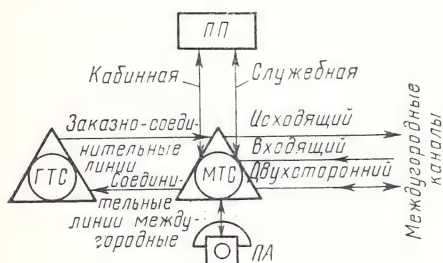 ПП
Кабинная
Служебная
Заказно-соеди-
нительные
линии
Исходящий
Входящий
Двухсторонний
ГТС
МТС
Соедини-
тельные
линии между-
городные
Междугородные
каналы
ПА